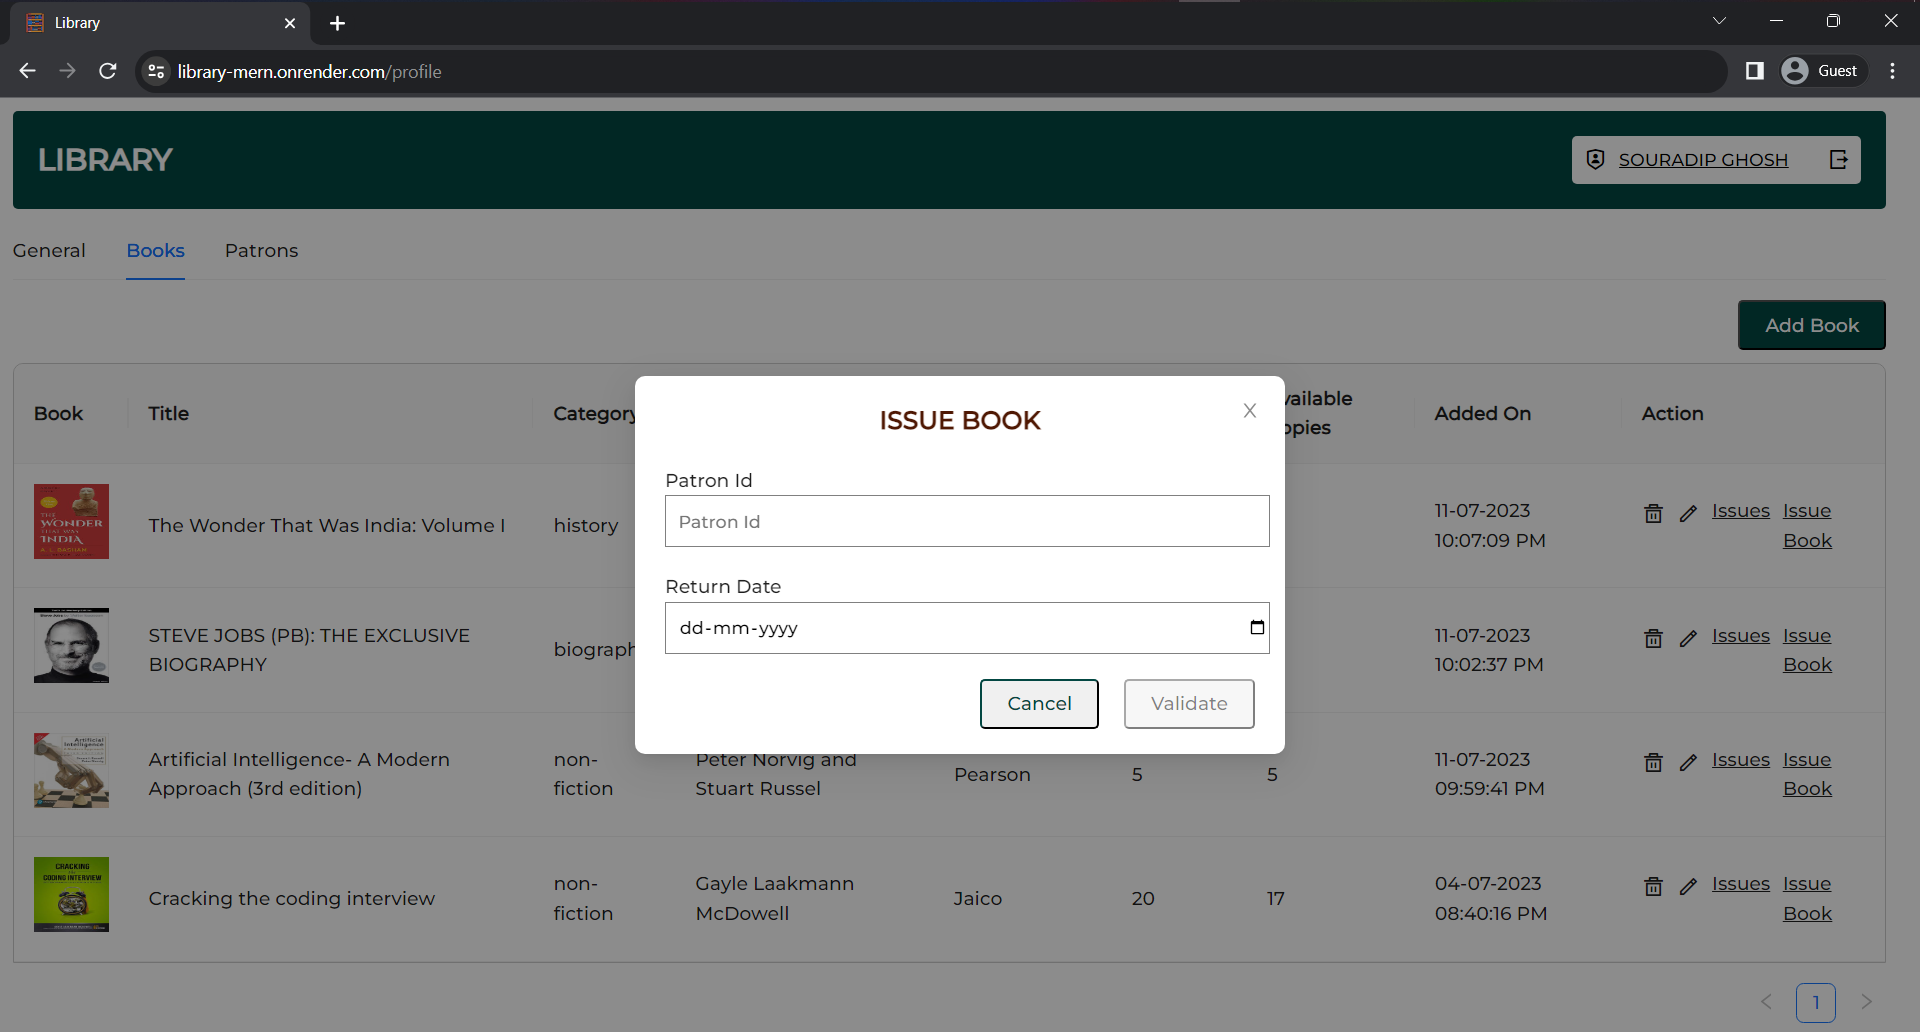 Library
library-mern.onrender.com/profile
Guest
LIBRARY
SOURADIP GHOSH
General Books Patrons
Add Book
Book Title Category vailable opies Added On Action
ISSUE BOOK
X
Patron Id
Patron Id
Return Date
dd-mm-yyyy
Cancel Validate
THE
WONDER
THAT WAS
INDIA
A. L. BASHAM
The Wonder That Was India: Volume I
history
11-07-2023
10:07:09 PM
Issues
Issue
Book
STEVE JOBS (PB): THE EXCLUSIVE
BIOGRAPHY
biograph
11-07-2023
10:02:37 PM
Issues
Issue
Book
Artificial
Intelligence
Artificial Intelligence- A Modern
Approach (3rd edition)
non-
fiction
Peter Norvig and
Stuart Russel
Pearson
5
5
11-07-2023
09:59:41 PM
Issues
Issue
Book
CRACKING
CODING INTERVIEW
Cracking the coding interview
non-
fiction
Gayle Laakmann
McDowell
Jaico
20
17
04-07-2023
08:40:16 PM
Issues
Issue
Book
1